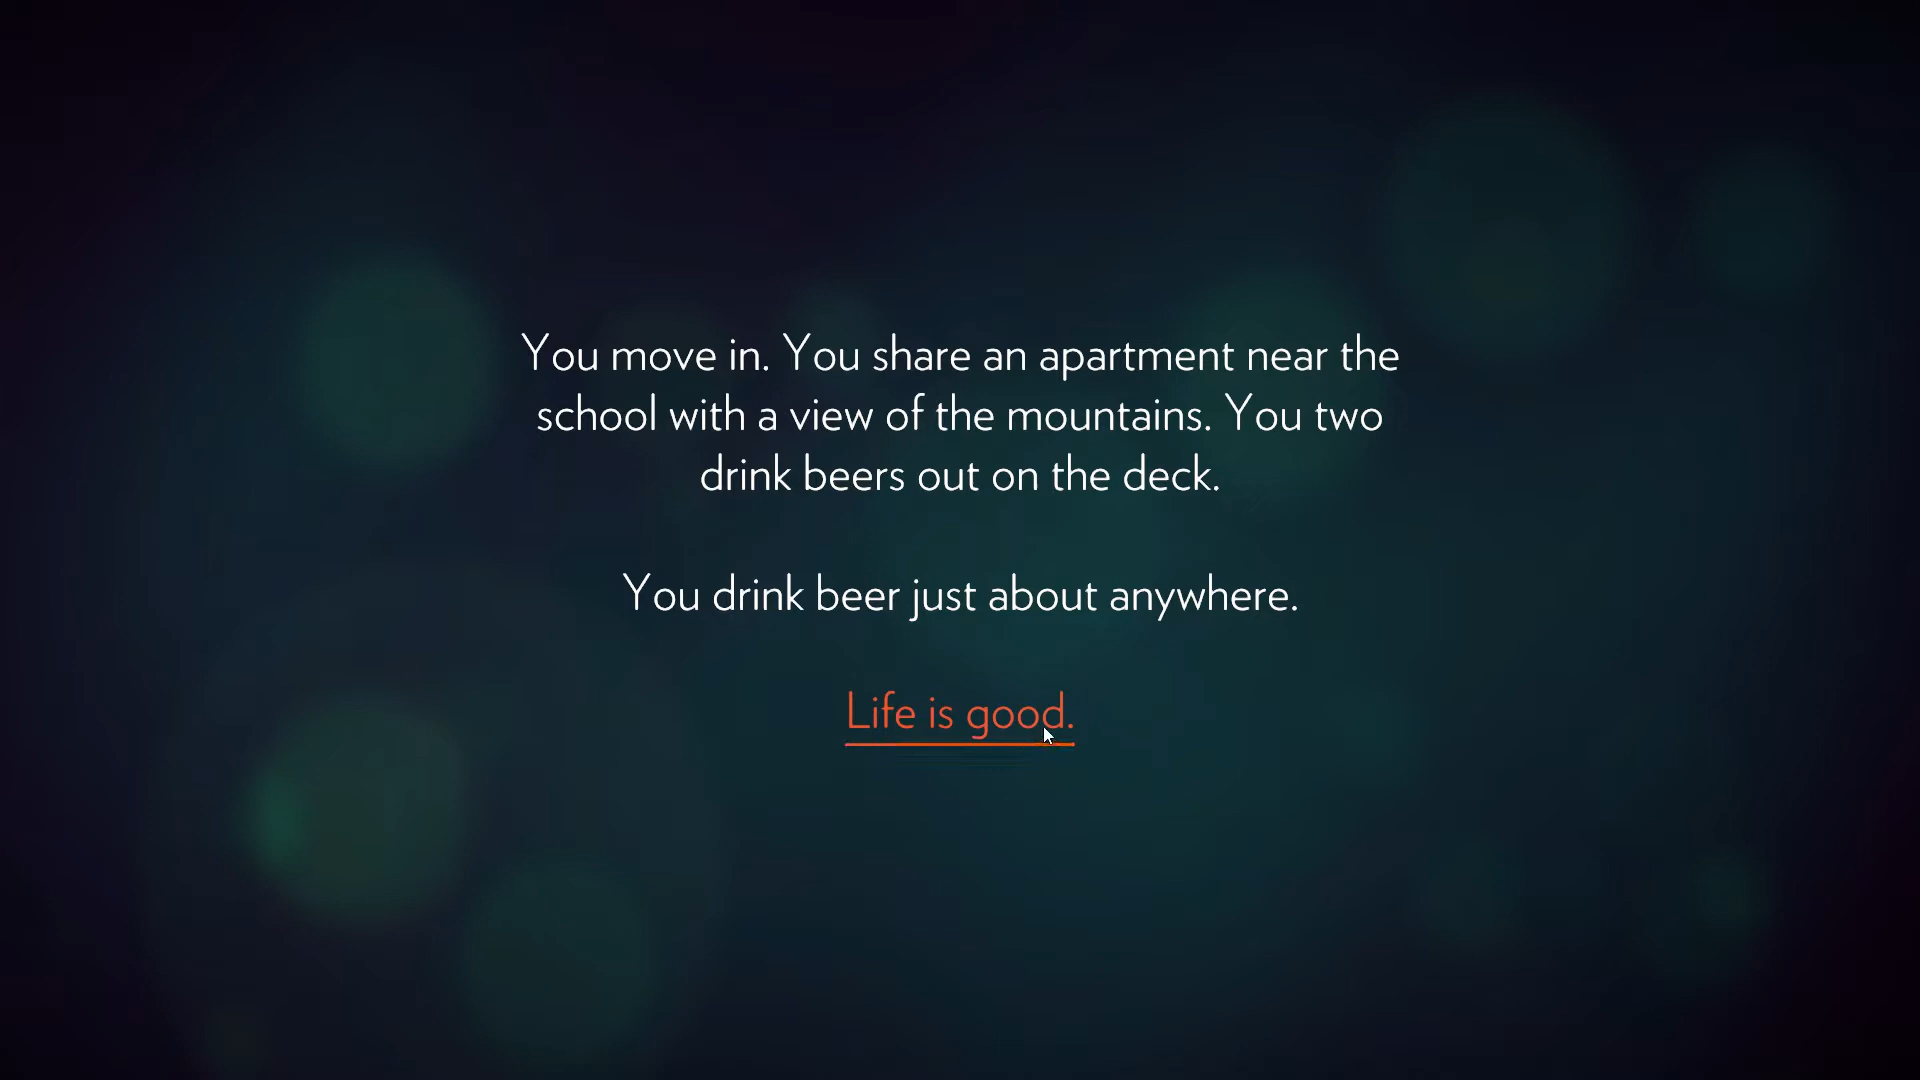 You move in. You share an apartment near the
school with a view of the mountains. You two
drink beers out on the deck.
You drink beer just about anywhere.
Life is good.